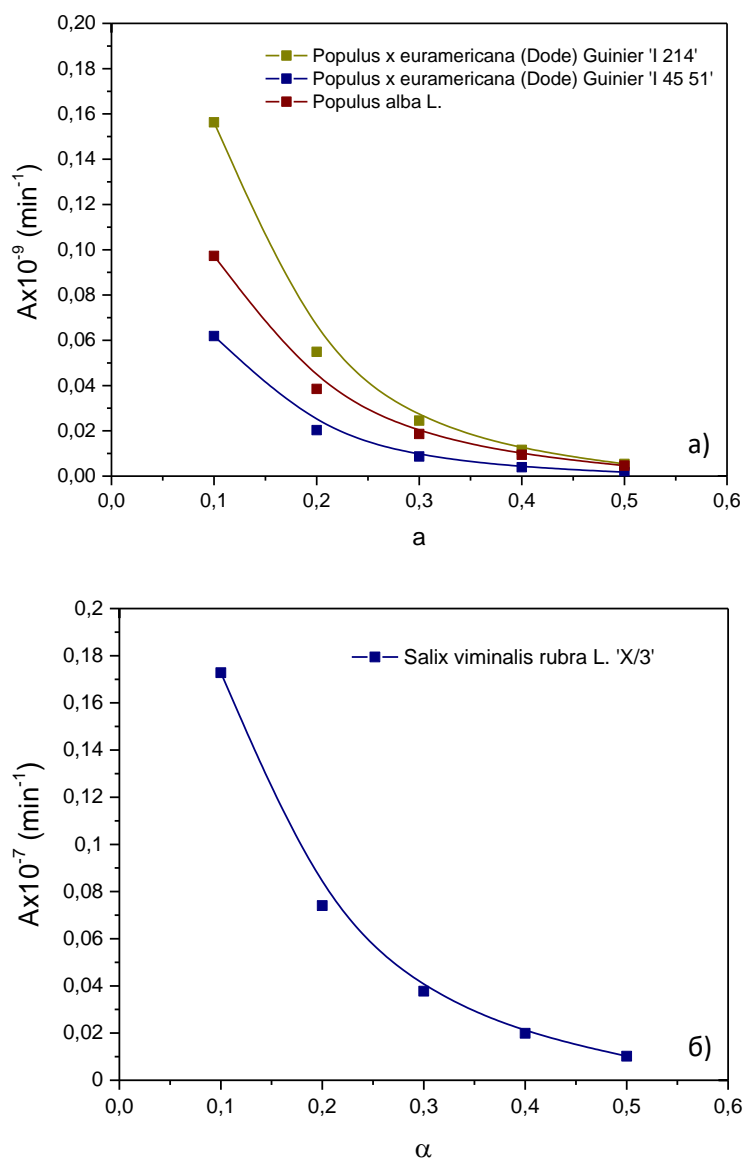 0,20
0,18
0,16
0,14
0,12
0,10
0,08
0,06
0,04
0,02
0,00
Ax10⁻⁹ (min⁻¹)
Populus x euramericana (Dode) Guinier 'I 214'
Populus x euramericana (Dode) Guinier 'I 45 51'
Populus alba L.
а)
0,0 0,1 0,2 0,3 0,4 0,5 0,6
a
0,2
0,18
0,16
0,14
0,12
0,1
0,08
0,06
0,04
0,02
0
Ax10⁻⁷ (min⁻¹)
Salix viminalis rubra L. 'X/3'
б)
0,0 0,1 0,2 0,3 0,4 0,5 0,6
α